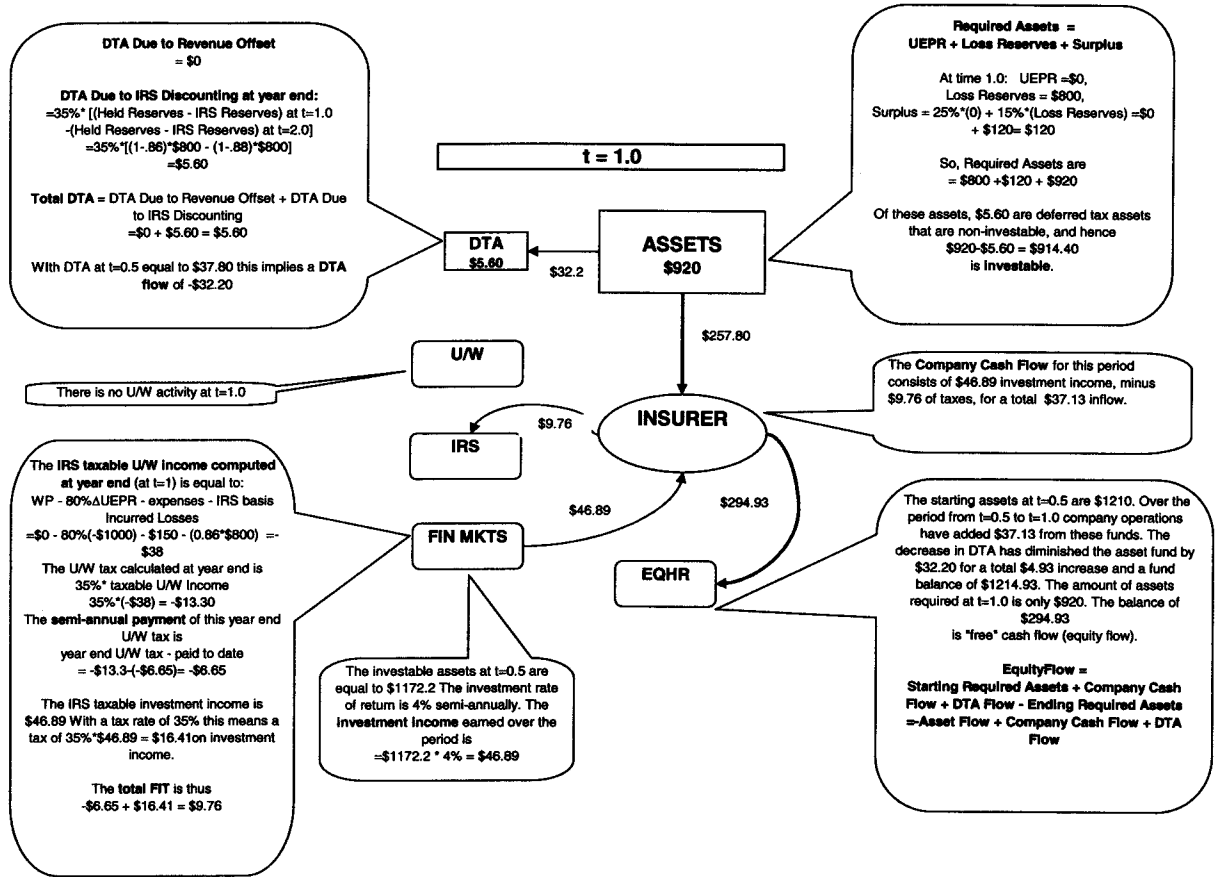 DTA Due to Revenue Offset
= $0
DTA Due to IRS Discounting at year end:
=35%* [(Held Reserves - IRS Reserves) at t=1.0
-(Held Reserves - IRS Reserves) at t=2.0]
=35%*[(1-.86)*$800 - (1-.88)*$800]
=$5.60
Total DTA = DTA Due to Revenue Offset + DTA Due
to IRS Discounting
=$0 + $5.60 = $5.60
With DTA at t=0.5 equal to $37.80 this implies a DTA
flow of -$32.20
t = 1.0
Required Assets =
UEPR + Loss Reserves + Surplus
At time 1.0: UEPR =$0,
Loss Reserves = $800,
Surplus = 25%*(0) + 15%*(Loss Reserves) =$0
+ $120= $120
So, Required Assets are
= $800 +$120 + $920
Of these assets, $5.60 are deferred tax assets
that are non-investable, and hence
$920-$5.60 = $914.40
is Investable.
DTA
$5.60
$32.2
ASSETS
$920
$257.80
U/W
There is no U/W activity at t=1.0
The Company Cash Flow for this period
consists of $46.89 investment income, minus
$9.76 of taxes, for a total $37.13 inflow.
IRS
$9.76
INSURER
$46.89
$294.93
FIN MKTS
EQHR
The IRS taxable U/W Income computed
at year end (at t=1) is equal to:
WP - 80%ΔUEPR - expenses - IRS basis
Incurred Losses
=$0 - 80%(-$1000) - $150 - (0.86*$800) =-
$38
The U/W tax calculated at year end is
35%* taxable U/W Income
35%*(-$38) = -$13.30
The semi-annual payment of this year end
U/W tax is
year end U/W tax - paid to date
= -$13.3-(-$6.65)= -$6.65
The IRS taxable investment income is
$46.89 With a tax rate of 35% this means a
tax of 35%*$46.89 = $16.41on investment
income.
The total FIT is thus
-$6.65 + $16.41 = $9.76
The investable assets at t=0.5 are
equal to $1172.2 The investment rate
of return is 4% semi-annually. The
investment income earned over the
period is
=$1172.2 * 4% = $46.89
The starting assets at t=0.5 are $1210. Over the
period from t=0.5 to t=1.0 company operations
have added $37.13 from these funds. The
decrease in DTA has diminished the asset fund by
$32.20 for a total $4.93 increase and a fund
balance of $1214.93. The amount of assets
required at t=1.0 is only $920. The balance of
$294.93
is "free" cash flow (equity flow).
EquityFlow =
Starting Required Assets + Company Cash
Flow + DTA Flow - Ending Required Assets
=-Asset Flow + Company Cash Flow + DTA
Flow